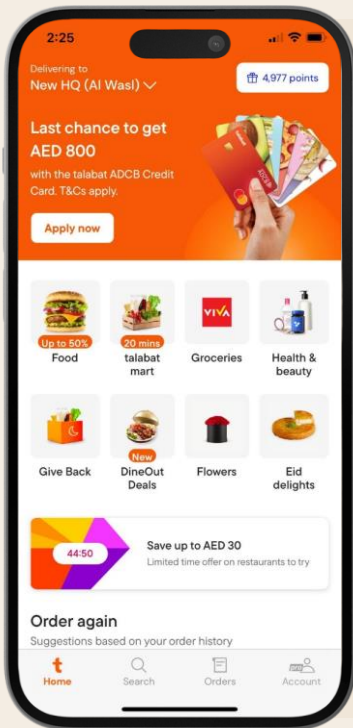 2:25
Delivering to
New HQ (Al Wasl)
4,977 points
Last chance to get
AED 800
with the talabat ADCB Credit
Card. T&Cs apply.
Apply now
Up to 50%
Food
20 mins
talabat
mart
VIVA
Groceries
Health &
beauty
Give Back
New
DineOut
Deals
Flowers
Eid
delights
44:50
Save up to AED 30
Limited time offer on restaurants to try
Order again
Suggestions based on your order history
t
Home
Search
Orders
Account